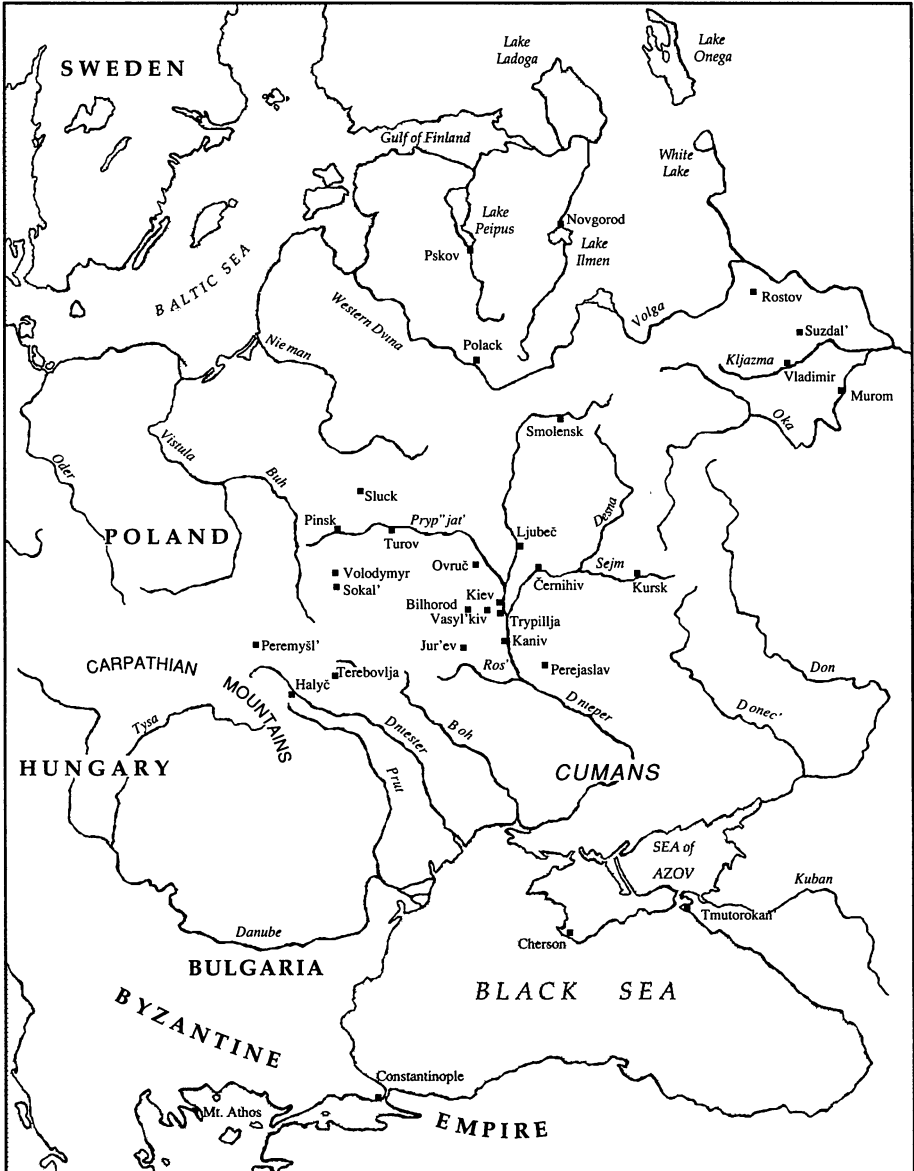 SWEDEN
Lake
Ladoga
Lake
Onega
Gulf of Finland
White
Lake
Lake
Peipus
Novgorod
Lake
Ilmen
Pskov
BALTIC SEA
Western Dvina
Volga
Rostov
Suzdal'
Nieman
Polack
Kljazma
Vladimir
Murom
Oka
Smolensk
Vistula
Oder
Buh
Sluck
Desna
POLAND
Pinsk
Pryp"jat'
Turov
Ljubeč
Ovruč
Sejm
Černihiv
Kursk
Volodymyr
Sokal'
Kiev
Bilhorod
Vasyl'kiv
Trypillja
Kaniv
Peremyšl'
Jur'ev
CARPATHIAN
MOUNTAINS
Terebovlja
Ros'
Perejaslav
Don
Halyč
Dnieper
Donec'
Tysa
Dniester
Boh
HUNGARY
Prut
CUMANS
SEA of
AZOV
Kuban
Tmutorokan'
Danube
Cherson
BULGARIA
BLACK SEA
BYZANTINE
Constantinople
Mt. Athos
EMPIRE